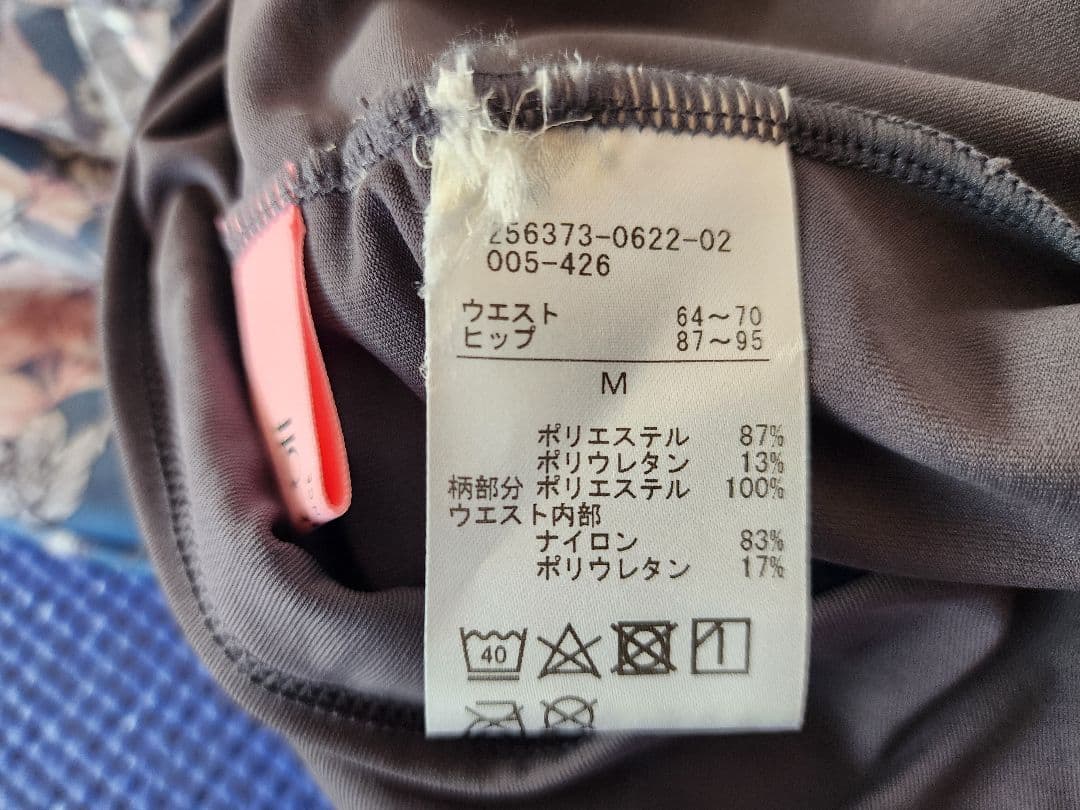 256373-0622-02
005-426
ウエスト 64～70
ヒップ 87～95
M
ポリエステル 87%
ポリウレタン 13%
柄部分 ポリエステル 100%
ウエスト内部
ナイロン 83%
ポリウレタン 17%
40